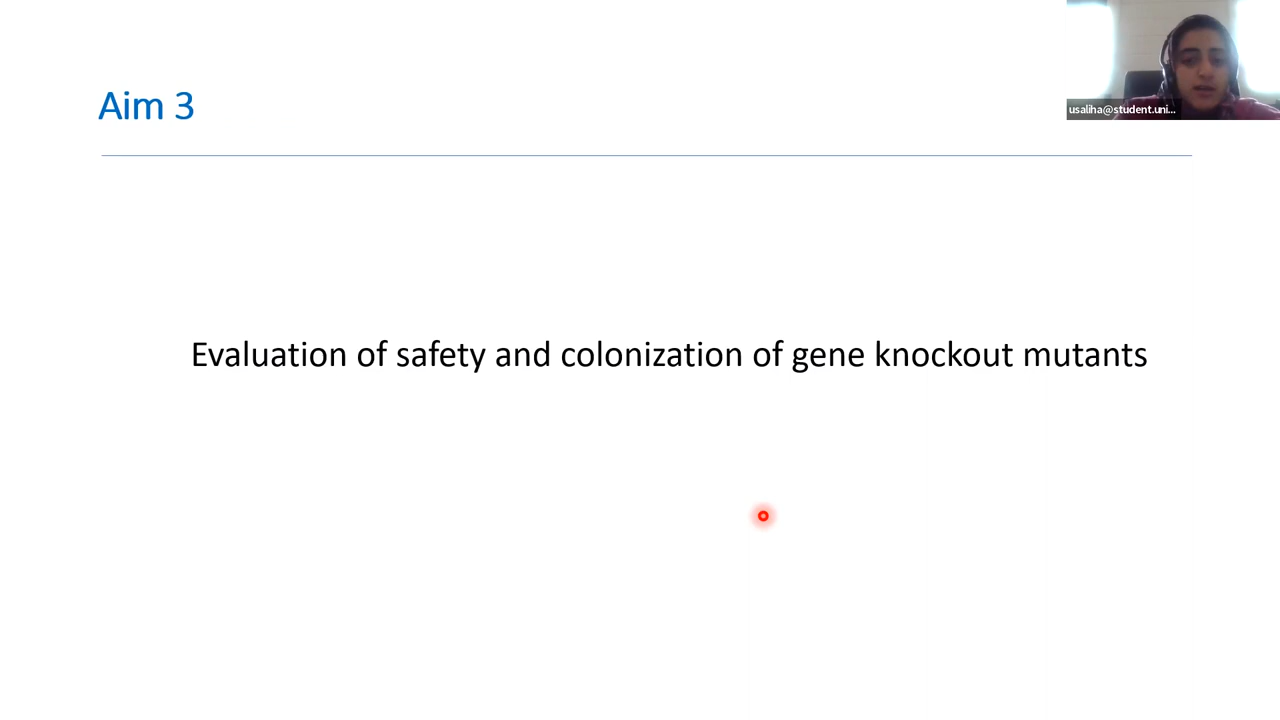 Aim 3
usaliha@student.uni...
Evaluation of safety and colonization of gene knockout mutants